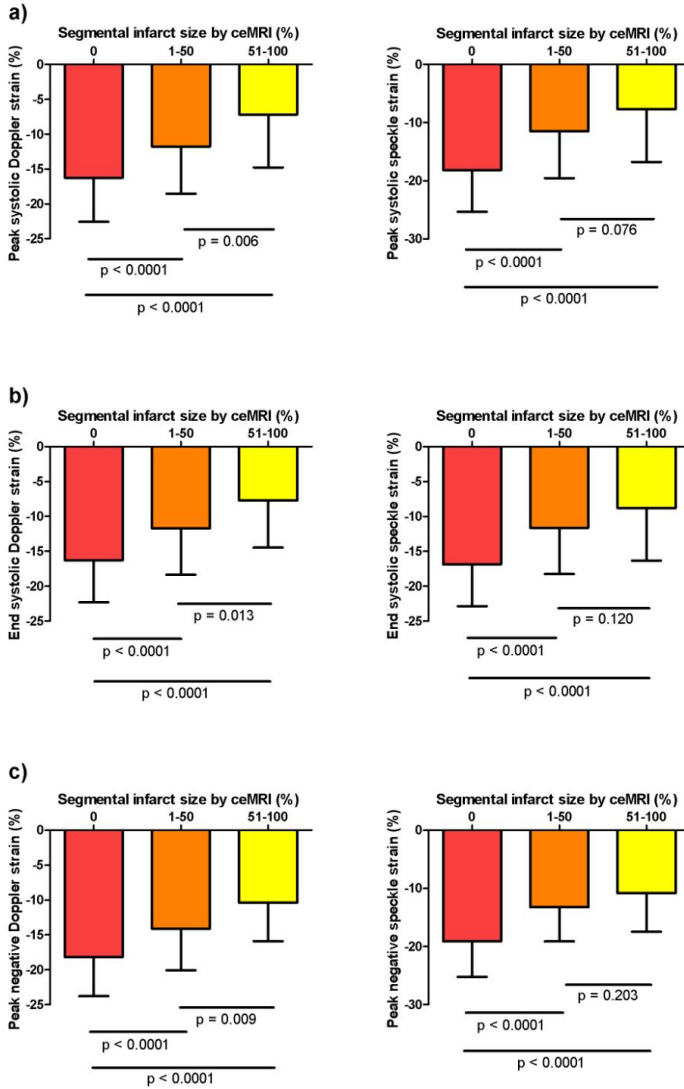 a)
Segmental infarct size by ceMRI (%)
0 1-50 51-100
Peak systolic Doppler strain (%)
0
-5
-10
-15
-20
-25
p = 0.006
p < 0.0001
p < 0.0001
Segmental infarct size by ceMRI (%)
0 1-50 51-100
Peak systolic speckle strain (%)
0
-10
-20
-30
p = 0.076
p < 0.0001
p < 0.0001
b)
Segmental infarct size by ceMRI (%)
0 1-50 51-100
End systolic Doppler strain (%)
0
-5
-10
-15
-20
-25
p = 0.013
p < 0.0001
p < 0.0001
Segmental infarct size by ceMRI (%)
0 1-50 51-100
End systolic speckle strain (%)
0
-5
-10
-15
-20
-25
p = 0.120
p < 0.0001
p < 0.0001
c)
Segmental infarct size by ceMRI (%)
0 1-50 51-100
Peak negative Doppler strain (%)
0
-5
-10
-15
-20
-25
p = 0.009
p < 0.0001
p < 0.0001
Segmental infarct size by ceMRI (%)
0 1-50 51-100
Peak negative speckle strain (%)
0
-10
-20
-30
p = 0.203
p < 0.0001
p < 0.0001